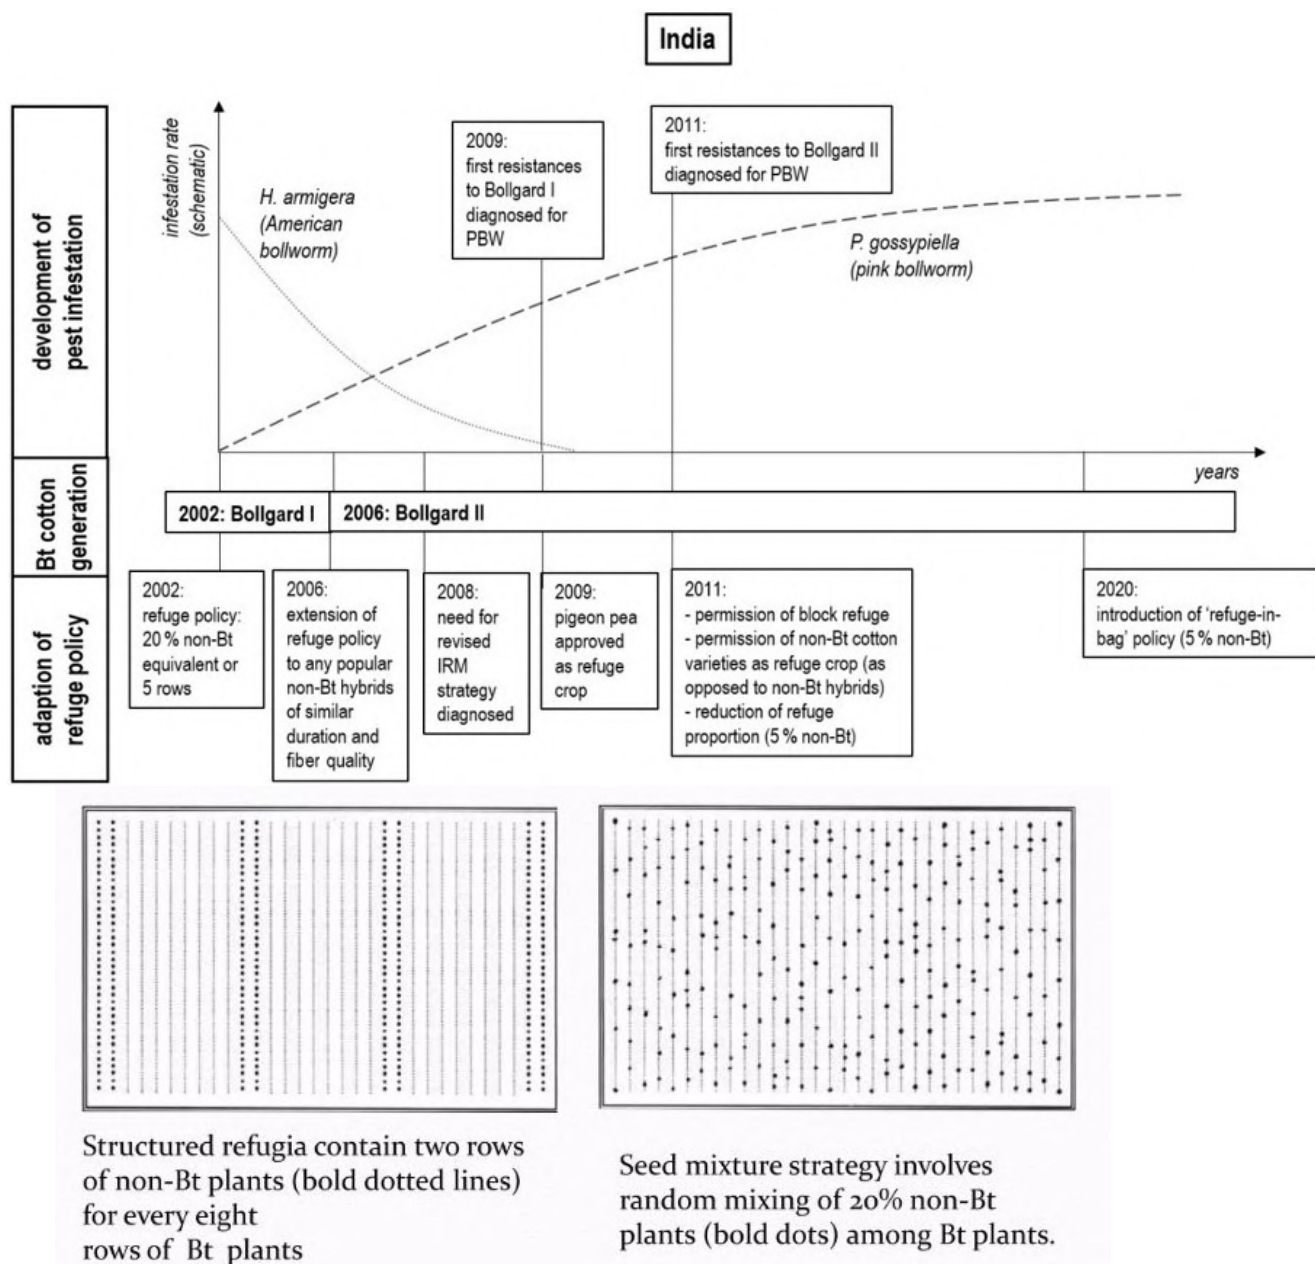 India
development of
pest infestation
infestation rate
(schematic)
H. armigera
(American
bollworm)
2009:
first resistances
to Bollgard I
diagnosed for
PBW
2011:
first resistances to Bollgard II
diagnosed for PBW
P. gossypiella
(pink bollworm)
years
Bt cotton
generation
2002: Bollgard I
2006: Bollgard II
adaption of
refuge policy
2002:
refuge policy:
20 % non-Bt
equivalent or
5 rows
2006:
extension of
refuge policy
to any popular
non-Bt hybrids
of similar
duration and
fiber quality
2008:
need for
revised
IRM
strategy
diagnosed
2009:
pigeon pea
approved
as refuge
crop
2011:
- permission of block refuge
- permission of non-Bt cotton
varieties as refuge crop (as
opposed to non-Bt hybrids)
- reduction of refuge
proportion (5 % non-Bt)
2020:
introduction of ‘refuge-in-
bag’ policy (5 % non-Bt)
Structured refugia contain two rows
of non-Bt plants (bold dotted lines)
for every eight
rows of Bt plants
Seed mixture strategy involves
random mixing of 20% non-Bt
plants (bold dots) among Bt plants.